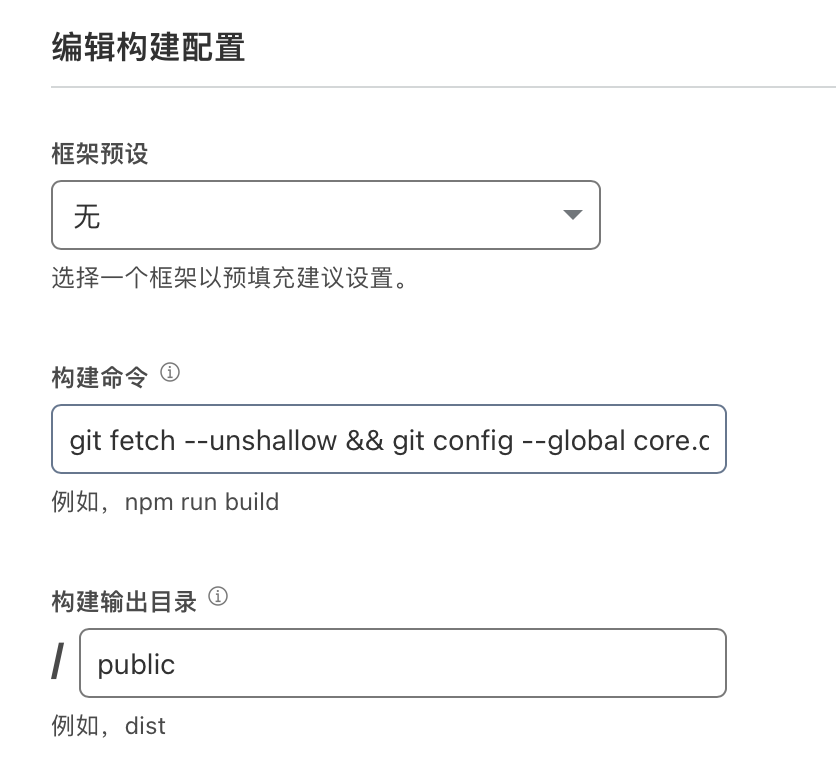 编辑构建配置
框架预设
无
选择一个框架以预填充建议设置。
构建命令
git fetch --unshallow && git config --global core.
例如，npm run build
构建输出目录
/ public
例如，dist